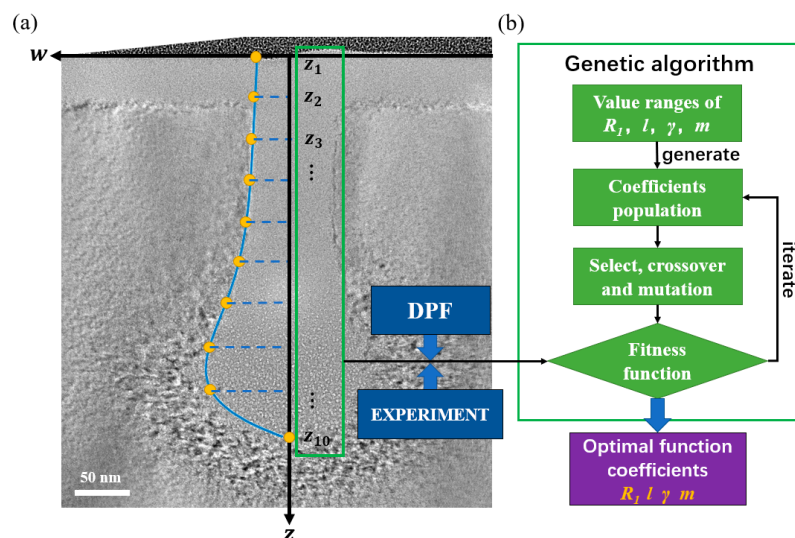 (a)
w
z1
z2
z3
...
...
z10
z
50 nm
DPF
EXPERIMENT
(b)
Genetic algorithm
Value ranges of
R1, l, γ, m
generate
Coefficients
population
Select, crossover
and mutation
iterate
Fitness
function
Optimal function
coefficients
R1 l γ m